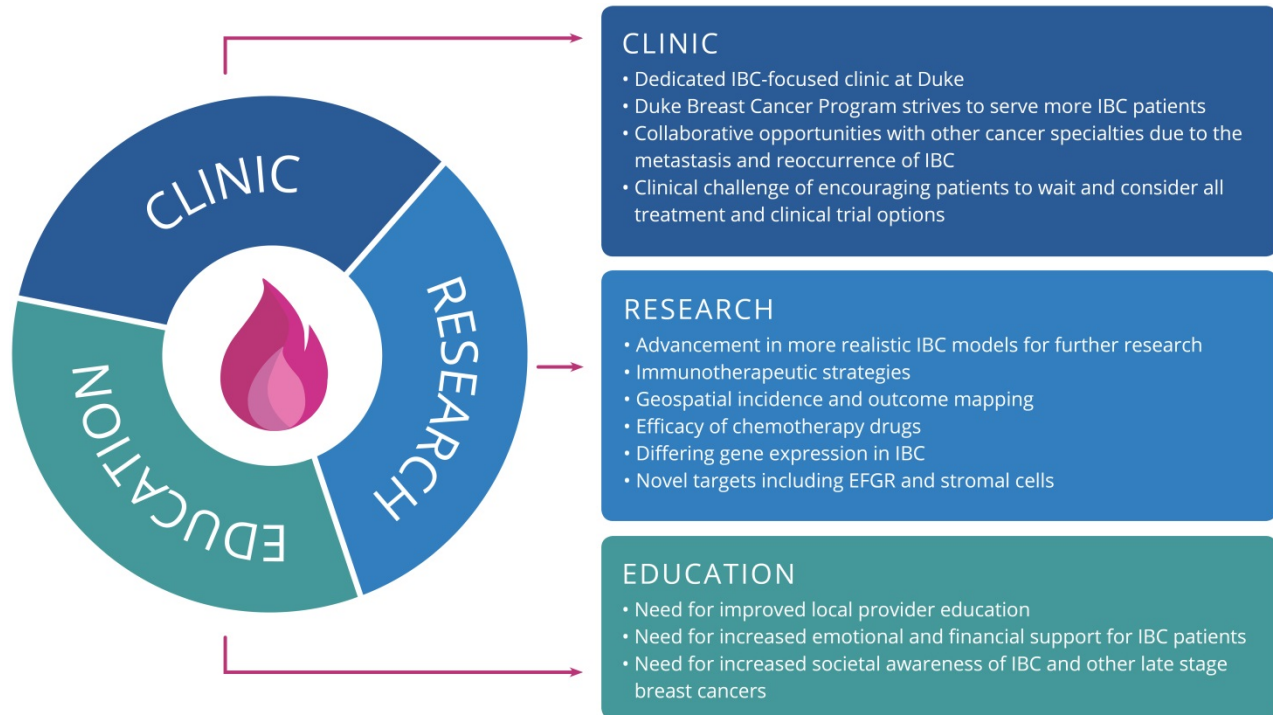 CLINIC
• Dedicated IBC-focused clinic at Duke
• Duke Breast Cancer Program strives to serve more IBC patients
• Collaborative opportunities with other cancer specialties due to the
metastasis and reoccurrence of IBC
• Clinical challenge of encouraging patients to wait and consider all
treatment and clinical trial options
CLINIC
RESEARCH
EDUCATION
RESEARCH
• Advancement in more realistic IBC models for further research
• Immunotherapeutic strategies
• Geospatial incidence and outcome mapping
• Efficacy of chemotherapy drugs
• Differing gene expression in IBC
• Novel targets including EFGR and stromal cells
EDUCATION
• Need for improved local provider education
• Need for increased emotional and financial support for IBC patients
• Need for increased societal awareness of IBC and other late stage
breast cancers